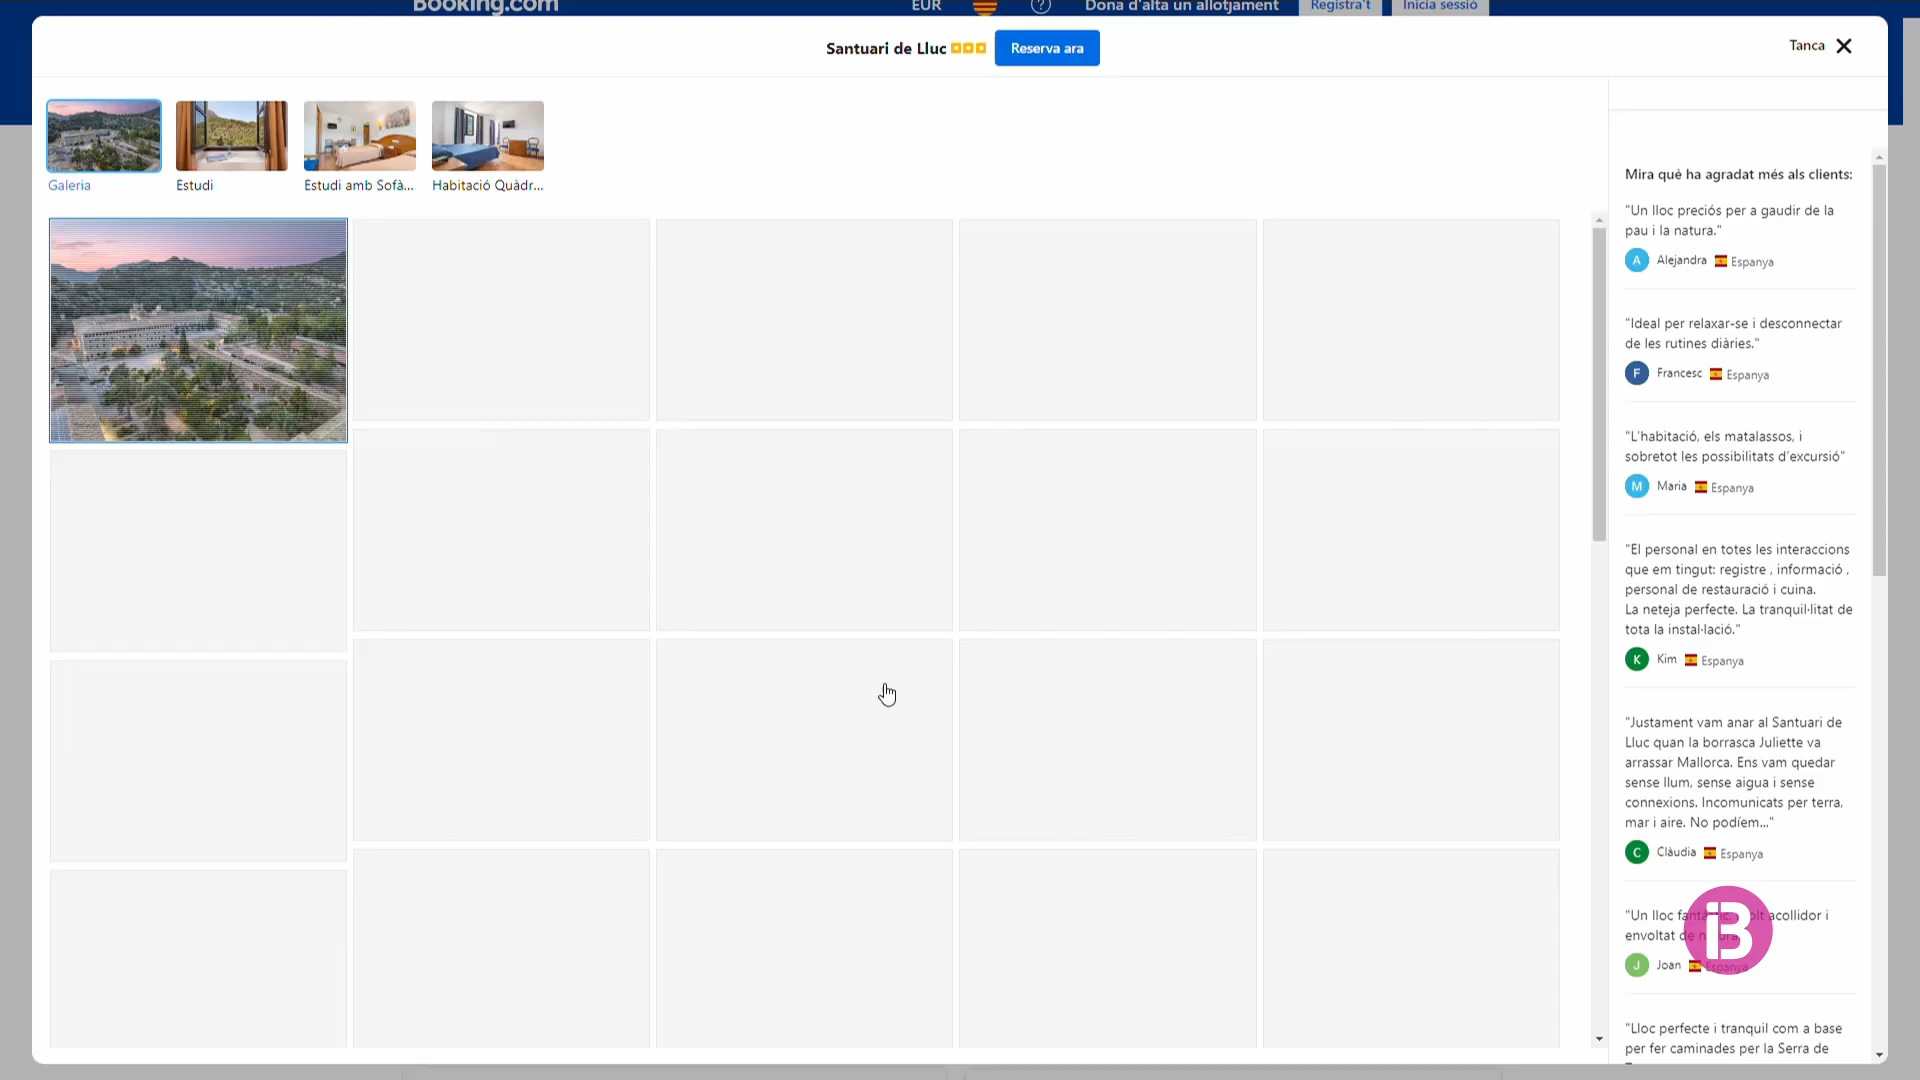 Booking.com
EUR
Dona d'alta un allotjament
Registra't
Inicia sessió
Santuari de Lluc
Reserva ara
Tanca
Galeria
Estudi
Estudi amb Sofà...
Habitació Quàdr...
Mira què ha agradat més als clients:
"Un lloc preciós per a gaudir de la
pau i la natura."
A Alejandra Espanya
"Ideal per relaxar-se i desconnectar
de les rutines diàries."
F Francesc Espanya
"L'habitació, els matalassos, i
sobretot les possibilitats d'excursió"
M Maria Espanya
"El personal en totes les interaccions
que em tingut: registre , informació ,
personal de restauració i cuina.
La neteja perfecte. La tranquil·litat de
tota la instal·lació."
K Kim Espanya
"Justament vam anar al Santuari de
Lluc quan la borrasca Juliette va
arrassar Mallorca. Ens vam quedar
sense llum, sense aigua i sense
connexions. Incomunicats per terra,
mar i aire. No podíem..."
C Clàudia Espanya
"Un lloc fantàstic, molt acollidor i
envoltat de natura."
J Joan Espanya
"Lloc perfecte i tranquil com a base
per fer caminades per la Serra de